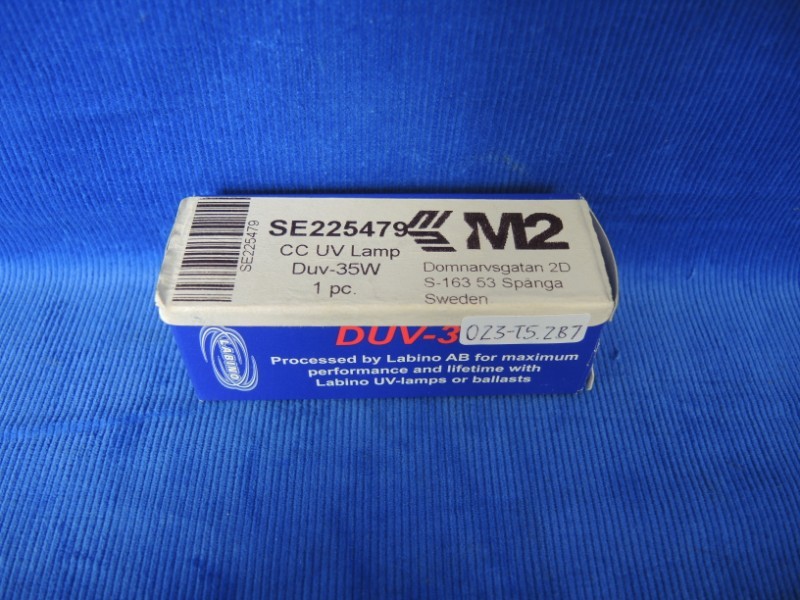 SE225479
SE225479
M2
CC UV Lamp
Duv-35W
1 pc.
Domnarvsgatan 2D
S-163 53 Spånga
Sweden
LABINO
DUV-3
023-T5.287
Processed by Labino AB for maximum
performance and lifetime with
Labino UV-lamps or ballasts